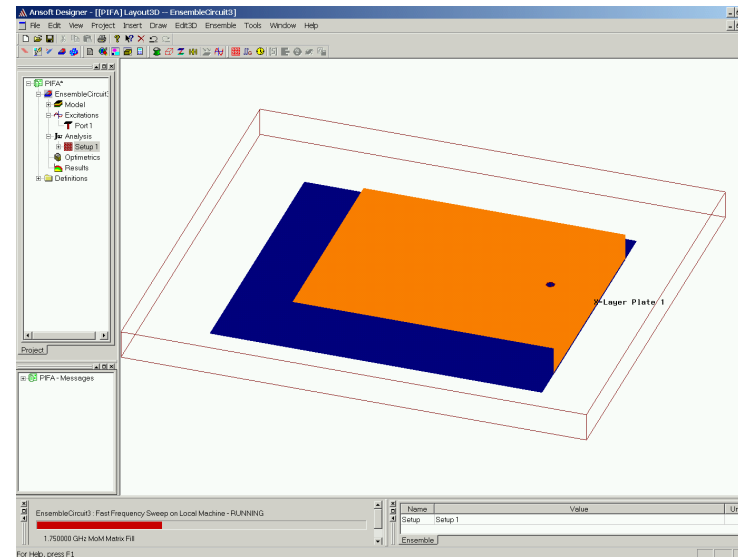 Ansoft Designer - [[PIFA] Layout3D -- EnsembleCircuit3]
File Edit View Project Insert Draw Edit3D Ensemble Tools Window Help
PIFA*
EnsembleCircuit:
Model
Excitations
Port 1
Analysis
Setup 1
Optimetrics
Results
Definitions
X-Layer Plate 1
Project
PIFA - Messages
EnsembleCircuit3 : Fast Frequency Sweep on Local Machine - RUNNING
1.750000 GHz MoM Matrix Fill
Name Value Un
Setup Setup 1
Ensemble
For Help, press F1